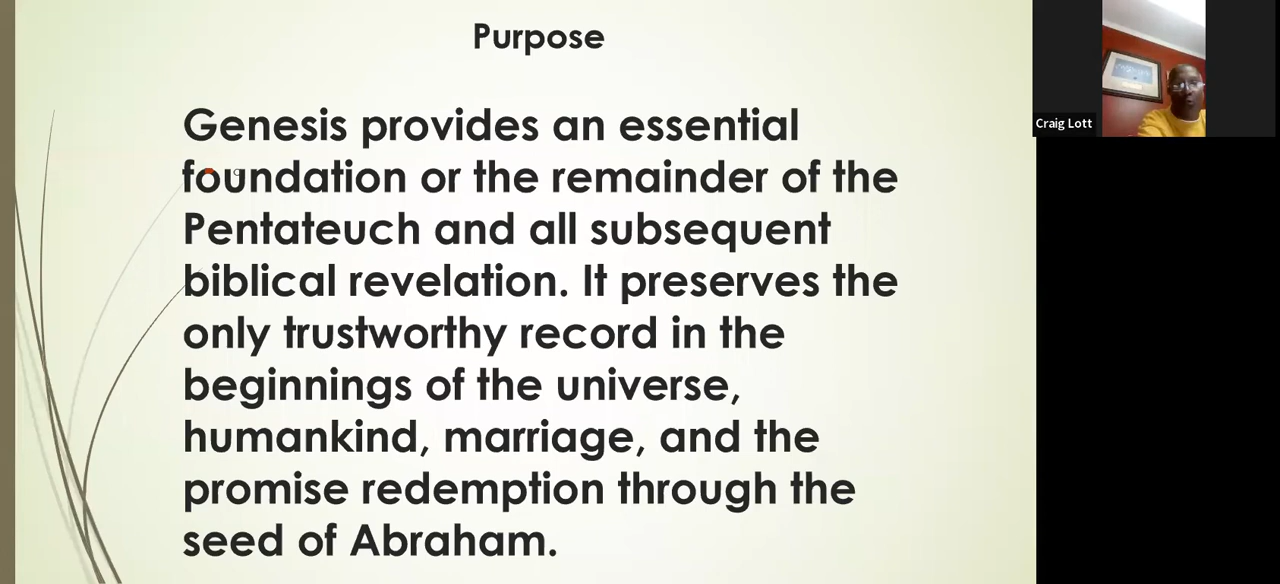 Purpose
Genesis provides an essential
foundation or the remainder of the
Pentateuch and all subsequent
biblical revelation. It preserves the
only trustworthy record in the
beginnings of the universe,
humankind, marriage, and the
promise redemption through the
seed of Abraham.
Craig Lott